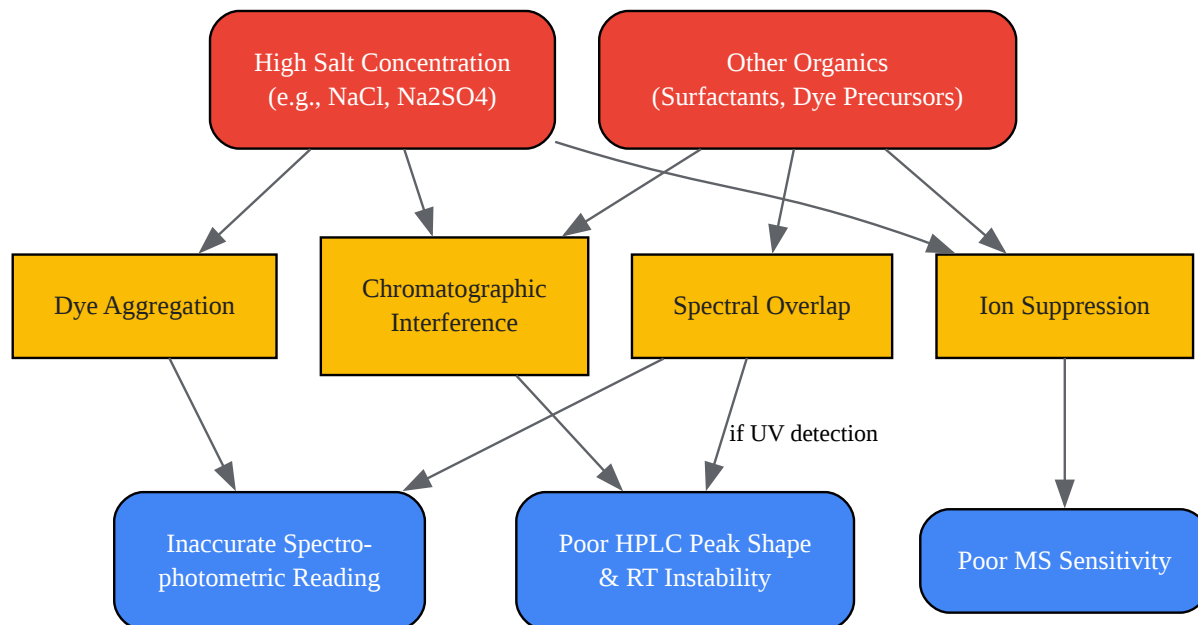 High Salt Concentration
(e.g., NaCl, Na2SO4)
Other Organics
(Surfactants, Dye Precursors)
Dye Aggregation
Chromatographic
Interference
Spectral Overlap
Ion Suppression
if UV detection
Inaccurate Spectro-
photometric Reading
Poor HPLC Peak Shape
& RT Instability
Poor MS Sensitivity